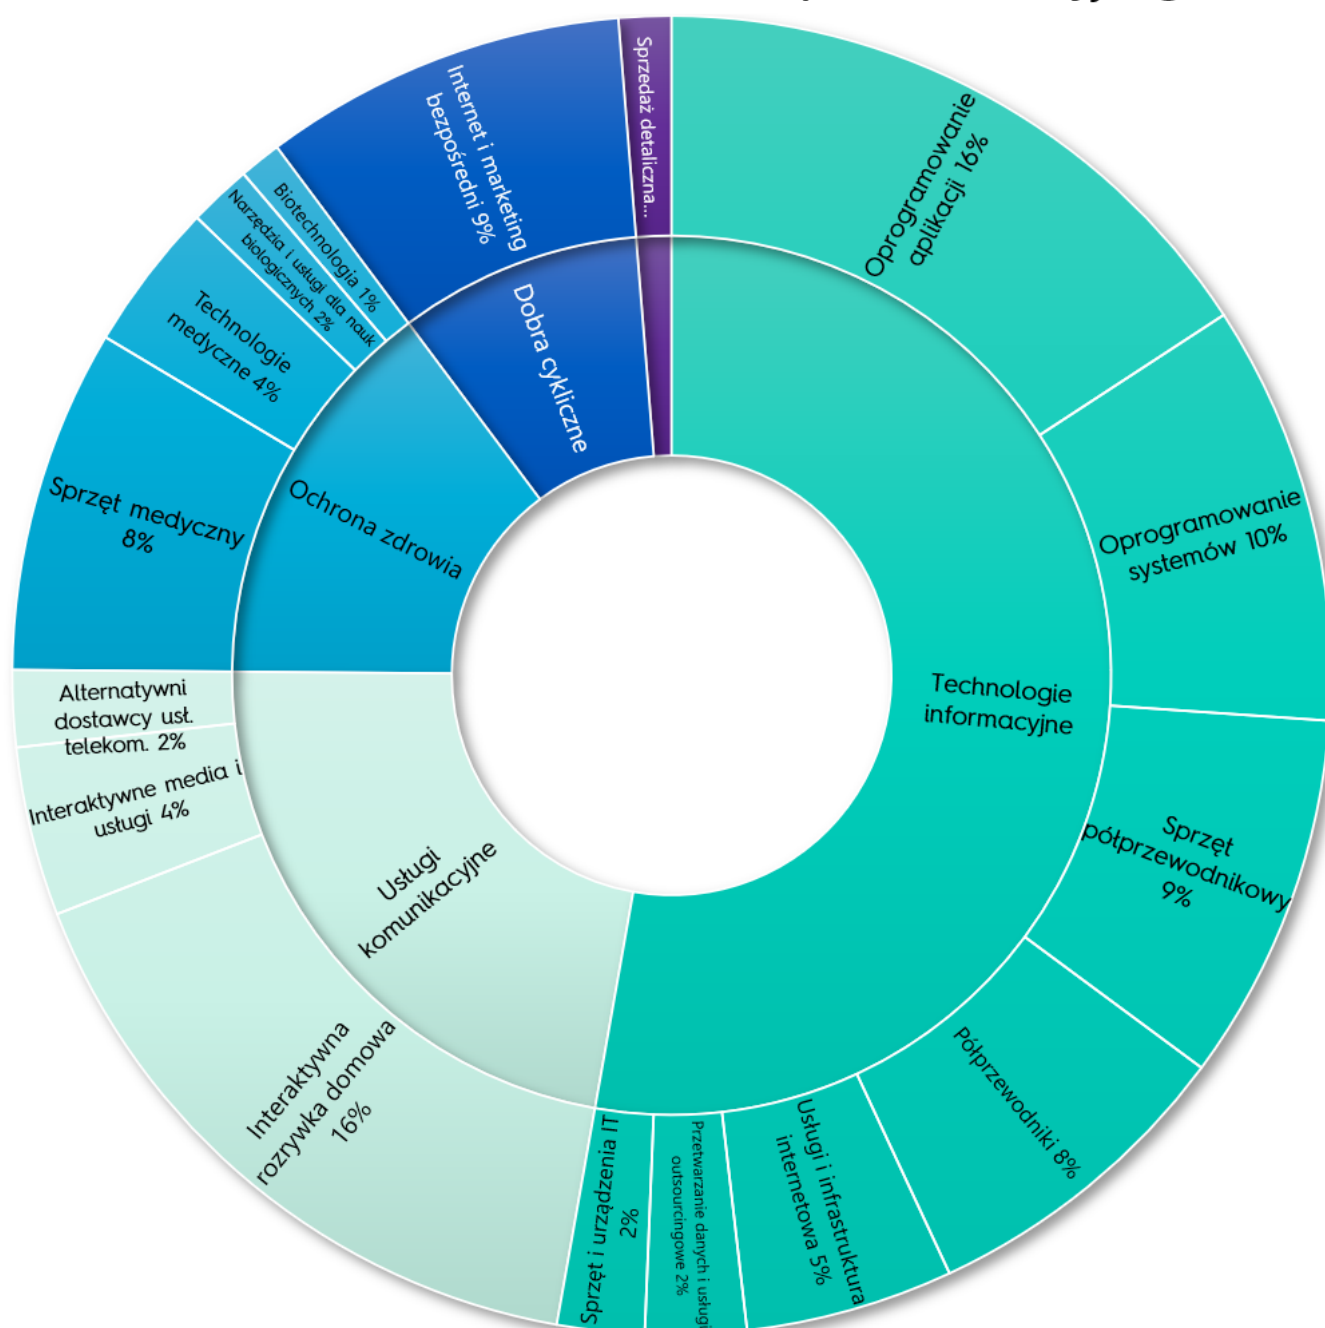 Sprzedaż detaliczna...
Oprogramowanie
aplikacji 16%
Oprogramowanie
systemów 10%
Sprzęt
półprzewodnikowy
9%
Półprzewodniki 8%
Usługi i infrastruktura
internetowa 5%
Przetwarzanie danych i usługi
outsourcingowe 2%
Sprzęt i urządzenia IT
2%
Interaktywna
rozrywka domowa
16%
Interaktywne media i
usługi 4%
Alternatywni
dostawcy usł.
telekom. 2%
Sprzęt medyczny
8%
Technologie
medyczne 4%
Narzędzia i usługi dla nauk
biologicznych 2%
Biotechnologia 1%
Internet i marketing
bezpośredni 9%
Technologie
informacyjne
Usługi
komunikacyjne
Ochrona zdrowia
Dobra cykliczne